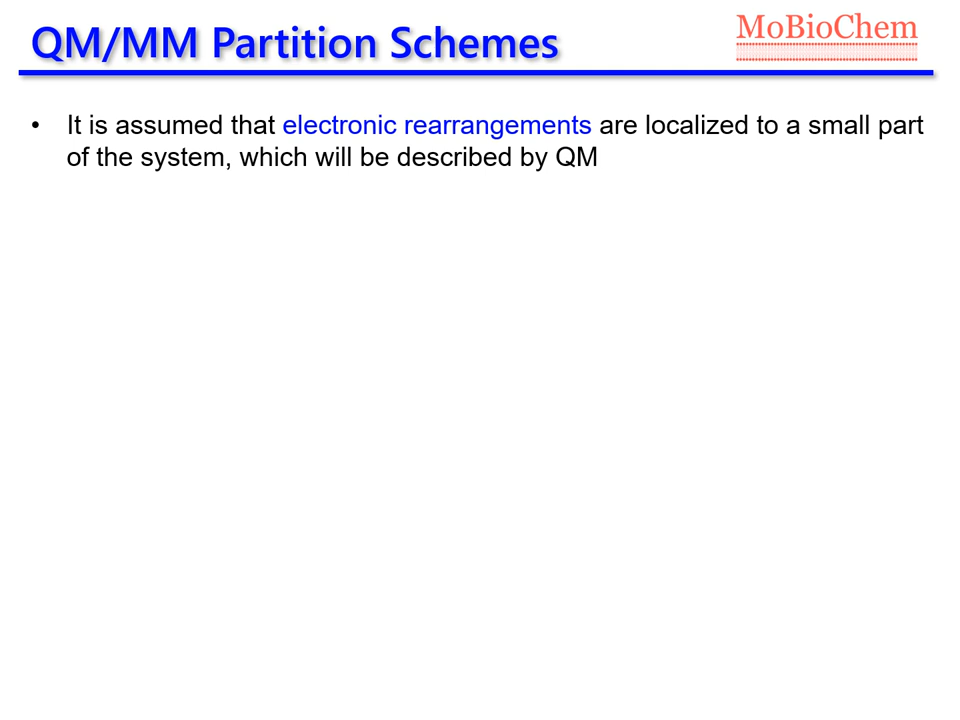 QM/MM Partition Schemes
MoBioChem
• It is assumed that electronic rearrangements are localized to a small part
of the system, which will be described by QM